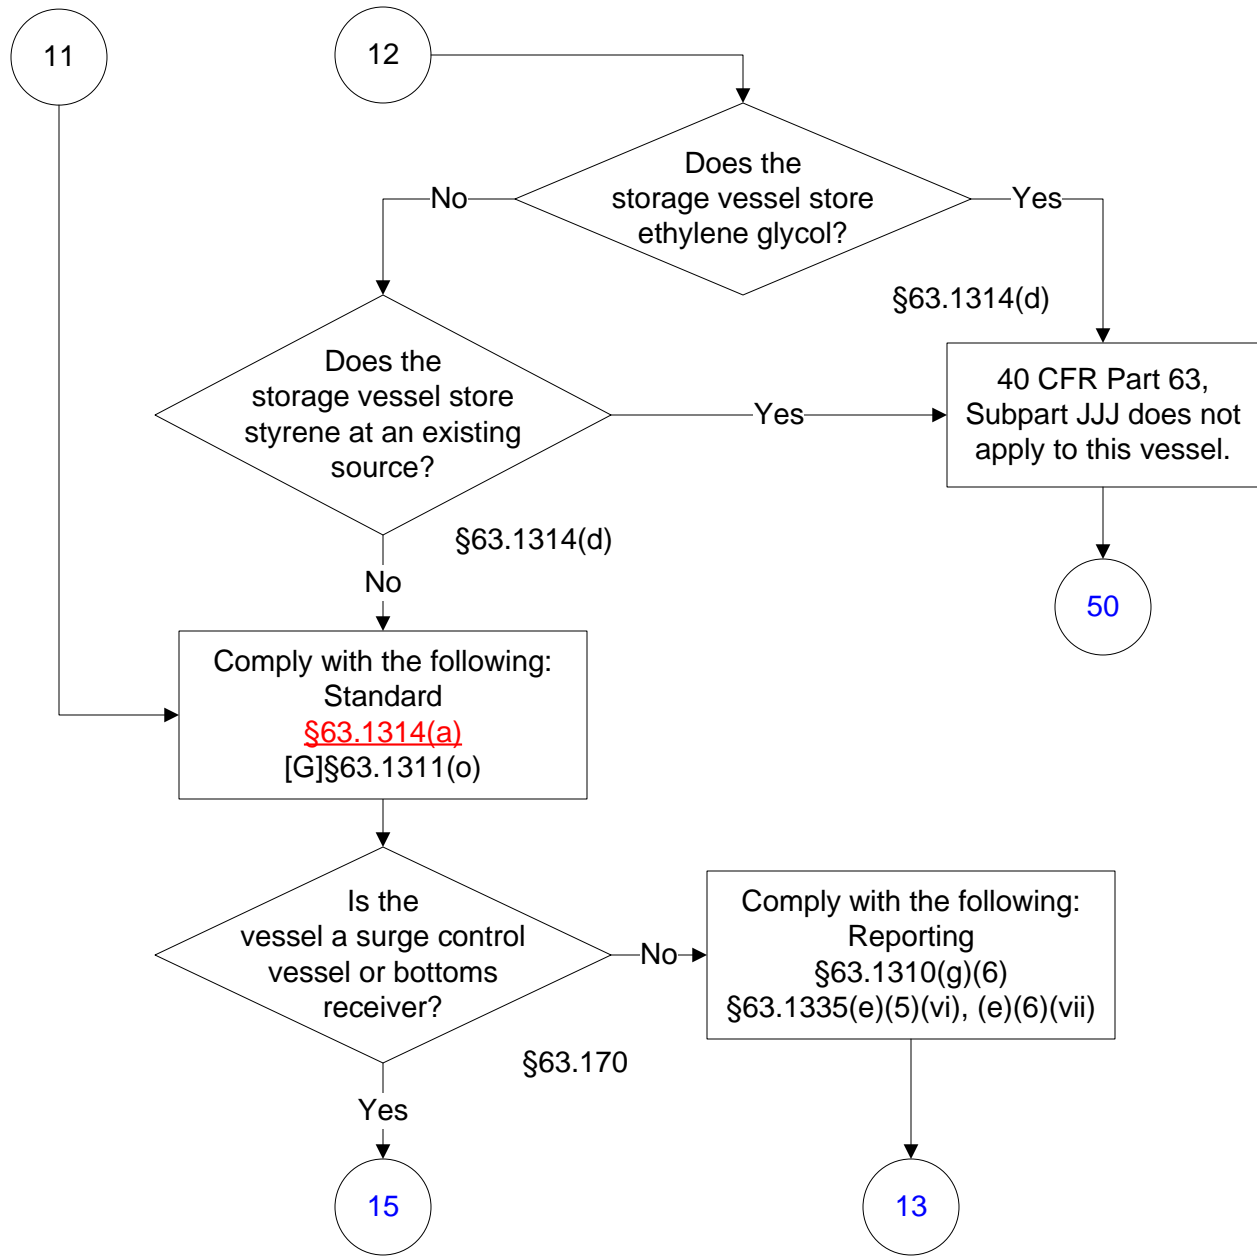 11
12
Does the
storage vessel store
ethylene glycol?
No
Yes
§63.1314(d)
Does the
storage vessel store
styrene at an existing
source?
Yes
40 CFR Part 63,
Subpart JJJ does not
apply to this vessel.
§63.1314(d)
No
50
Comply with the following:
Standard
§63.1314(a)
[G]§63.1311(o)
Is the
vessel a surge control
vessel or bottoms
receiver?
No
Comply with the following:
Reporting
§63.1310(g)(6)
§63.1335(e)(5)(vi), (e)(6)(vii)
§63.170
Yes
15
13